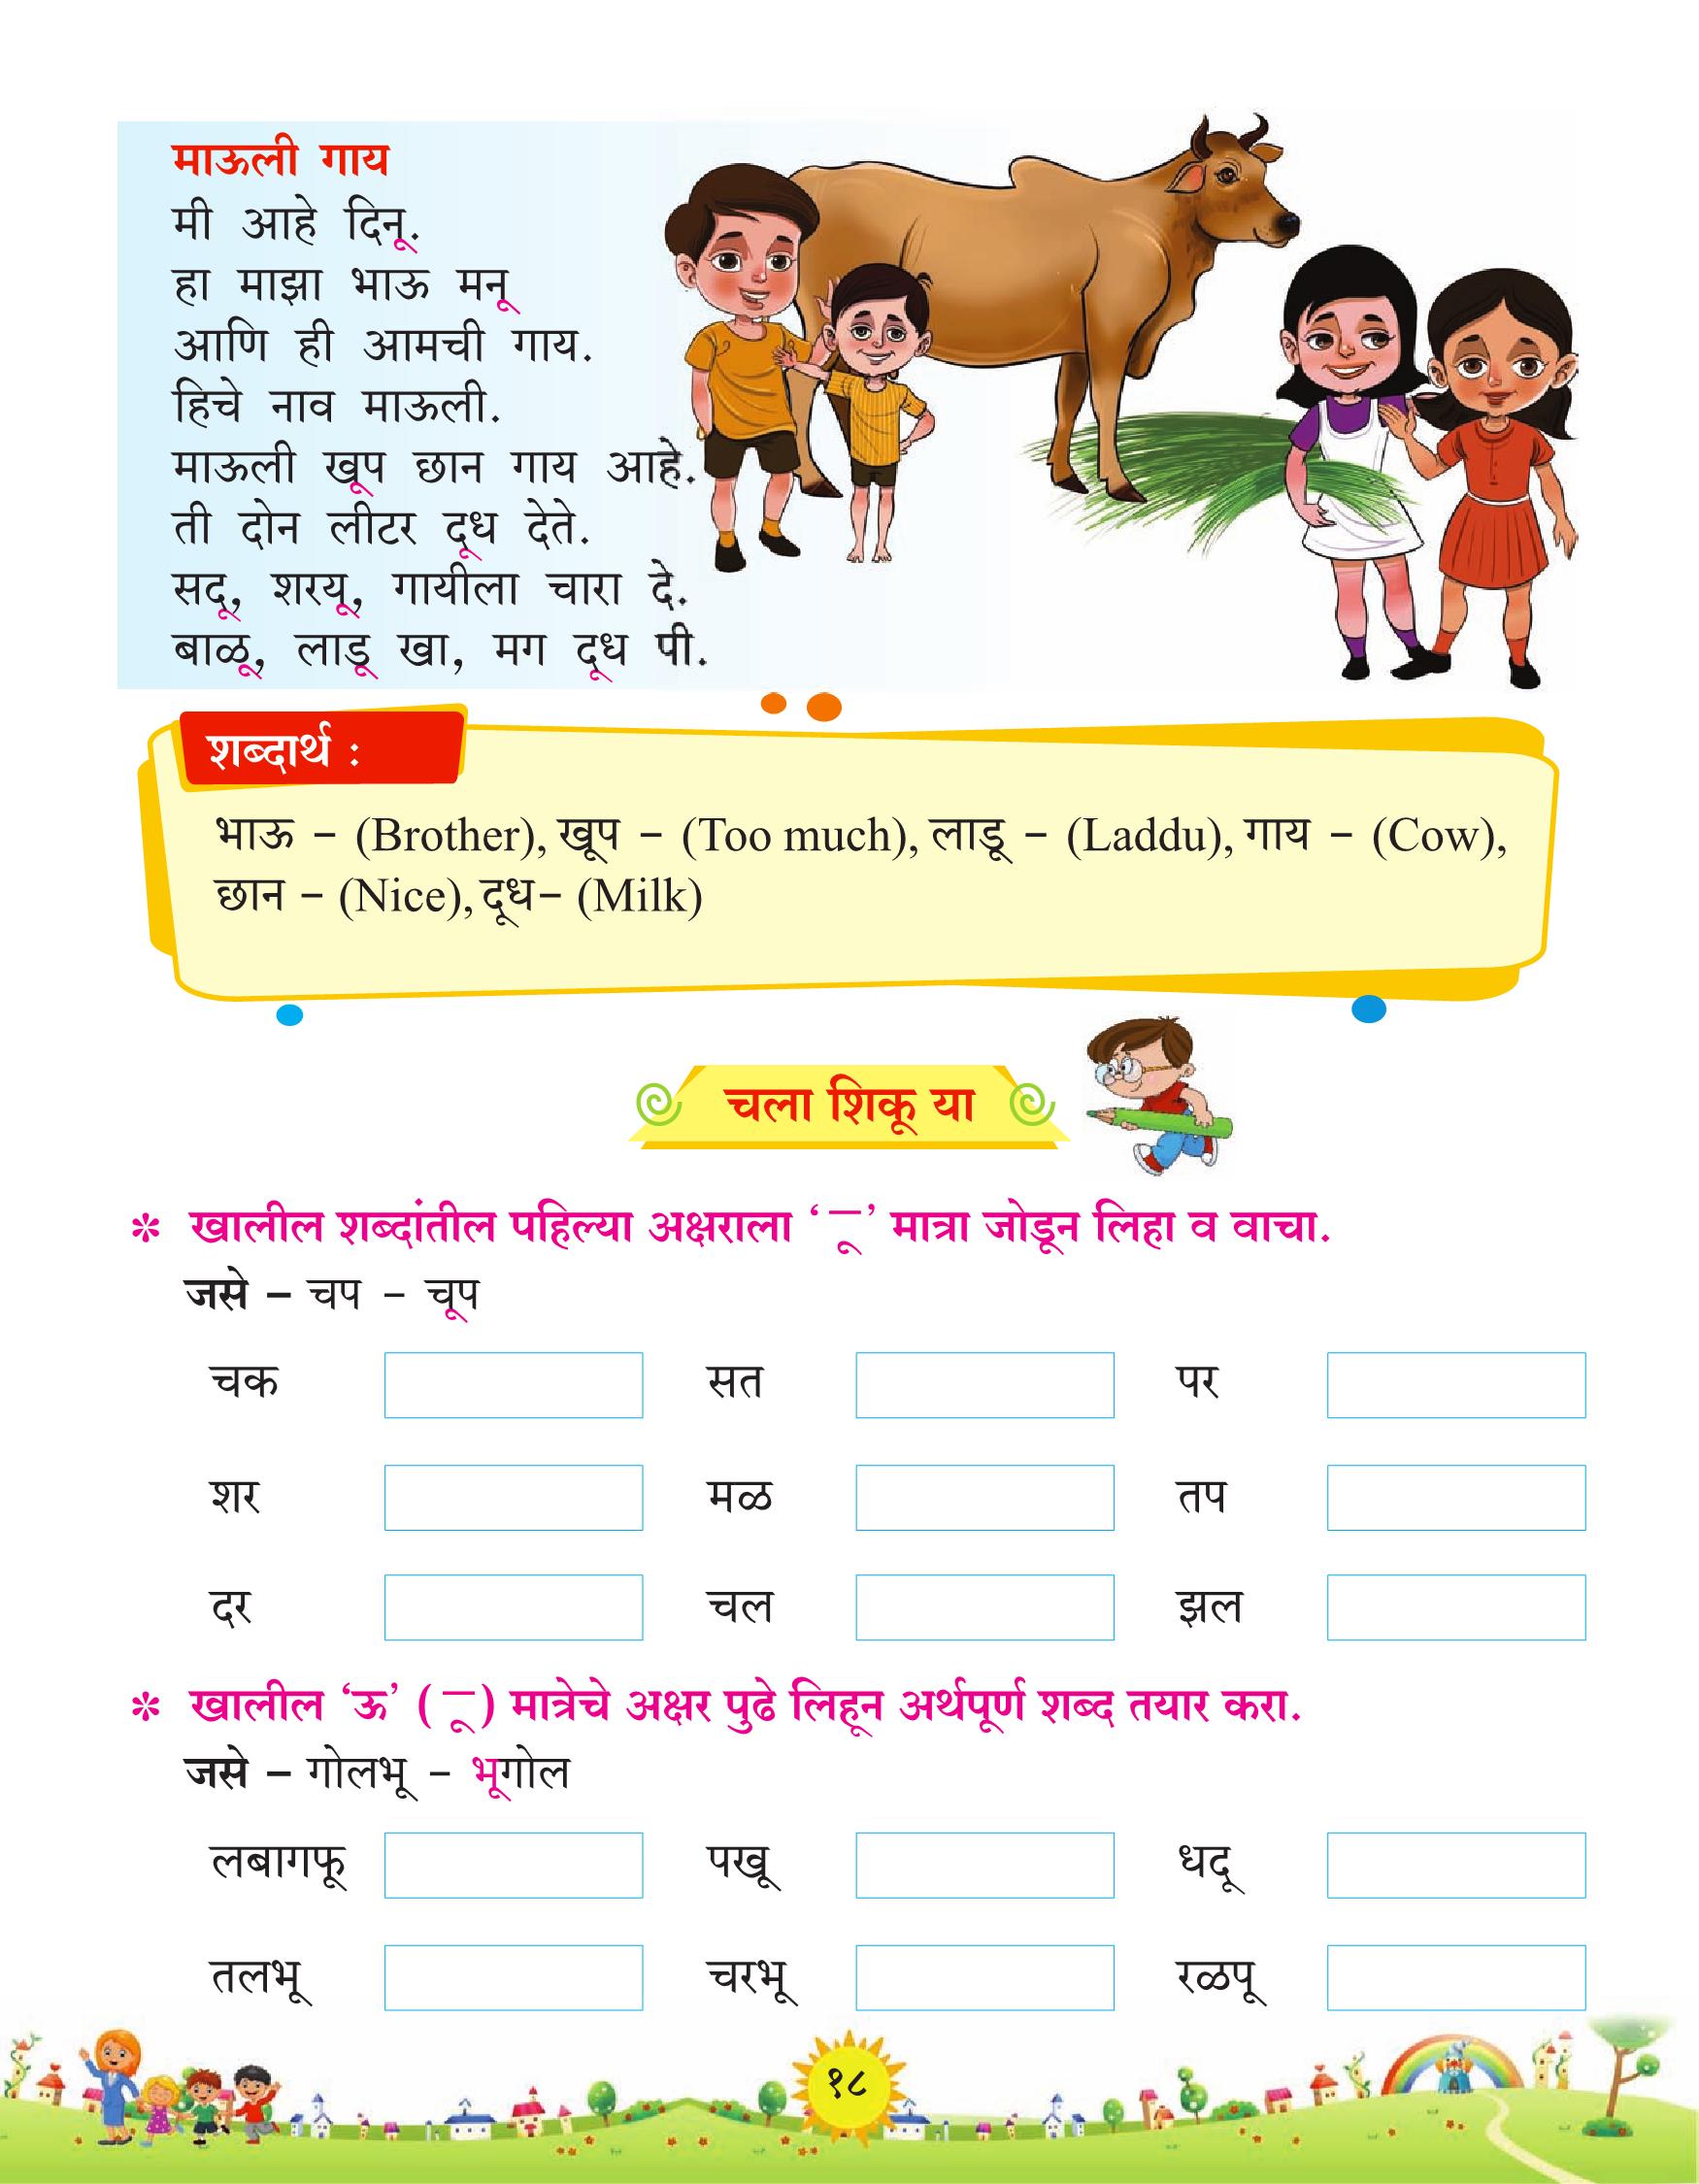 माऊली गाय
मी आहे दिनू.
हा माझा भाऊ मनू
आणि ही आमची गाय.
हिचे नाव माऊली.
माऊली खूप छान गाय आहे.
ती दोन लीटर दूध देते.
सदू, शरयू, गायीला चारा दे.
बाळू, लाडू खा, मग दूध पी.
शब्दार्थ :
भाऊ – (Brother), खूप – (Too much), लाडू – (Laddu), गाय – (Cow),
छान – (Nice), दूध– (Milk)
चला शिकू या
* खालील शब्दांतील पहिल्या अक्षराला ‘ ू’ मात्रा जोडून लिहा व वाचा.
जसे – चप – चूप
चक सत पर
शर मळ तप
दर चल झल
* खालील ‘ऊ’ ( ू) मात्रेचे अक्षर पुढे लिहून अर्थपूर्ण शब्द तयार करा.
जसे – गोलभू – भूगोल
लबागफू पखू धदू
तलभू चरभू रळपू
१८